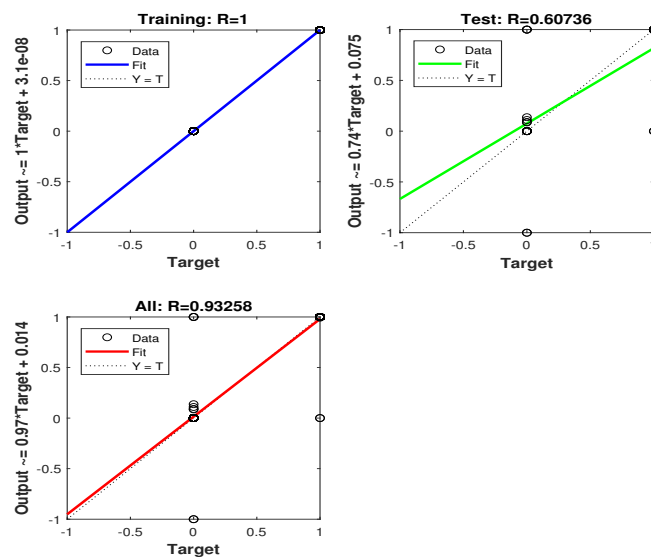 Training: R=1
Output ~= 1*Target + 3.1e-08
1
0.5
0
-0.5
-1
Data
Fit
Y = T
-1
-0.5
0
0.5
1
Target
Test: R=0.60736
Output ~= 0.74*Target + 0.075
1
0.5
0
-0.5
-1
Data
Fit
Y = T
-1
-0.5
0
0.5
1
Target
All: R=0.93258
Output ~= 0.97*Target + 0.014
1
0.5
0
-0.5
-1
Data
Fit
Y = T
-1
-0.5
0
0.5
1
Target